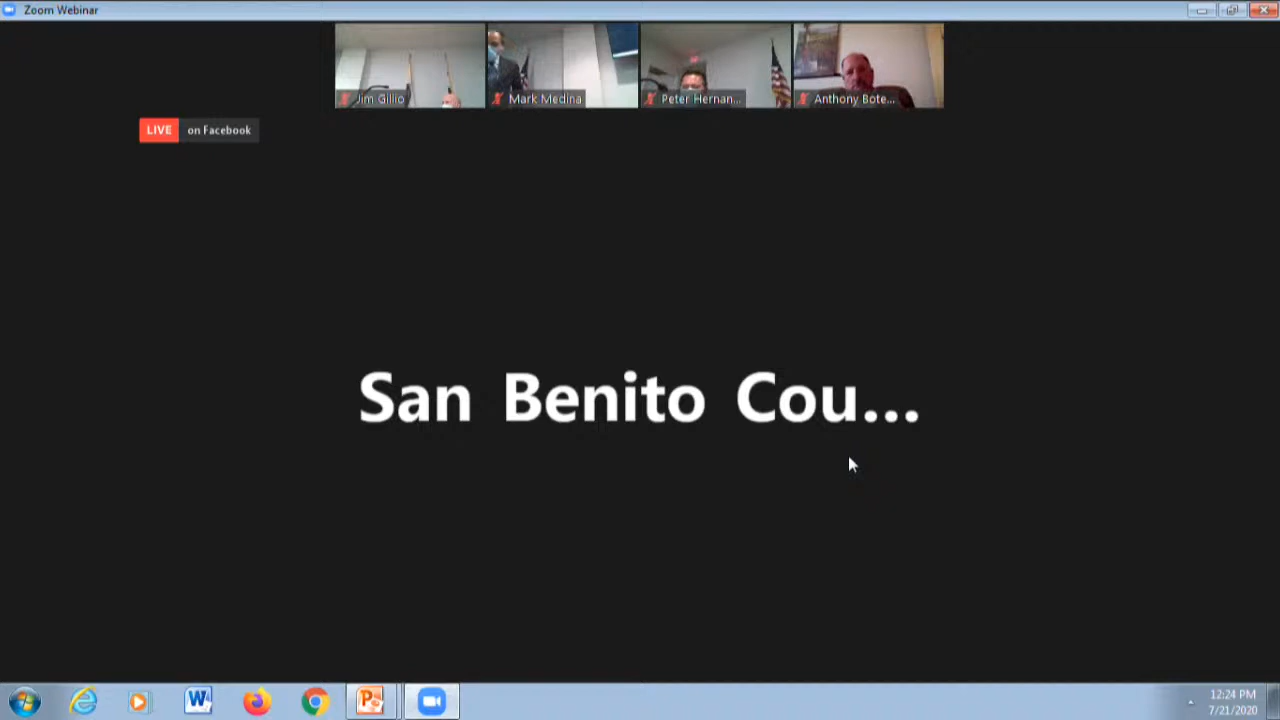 Zoom Webinar
Jim Gillio
Mark Medina
Peter Hernan...
Anthony Bote...
LIVE on Facebook
San Benito Cou...
12:24 PM
7/21/2020